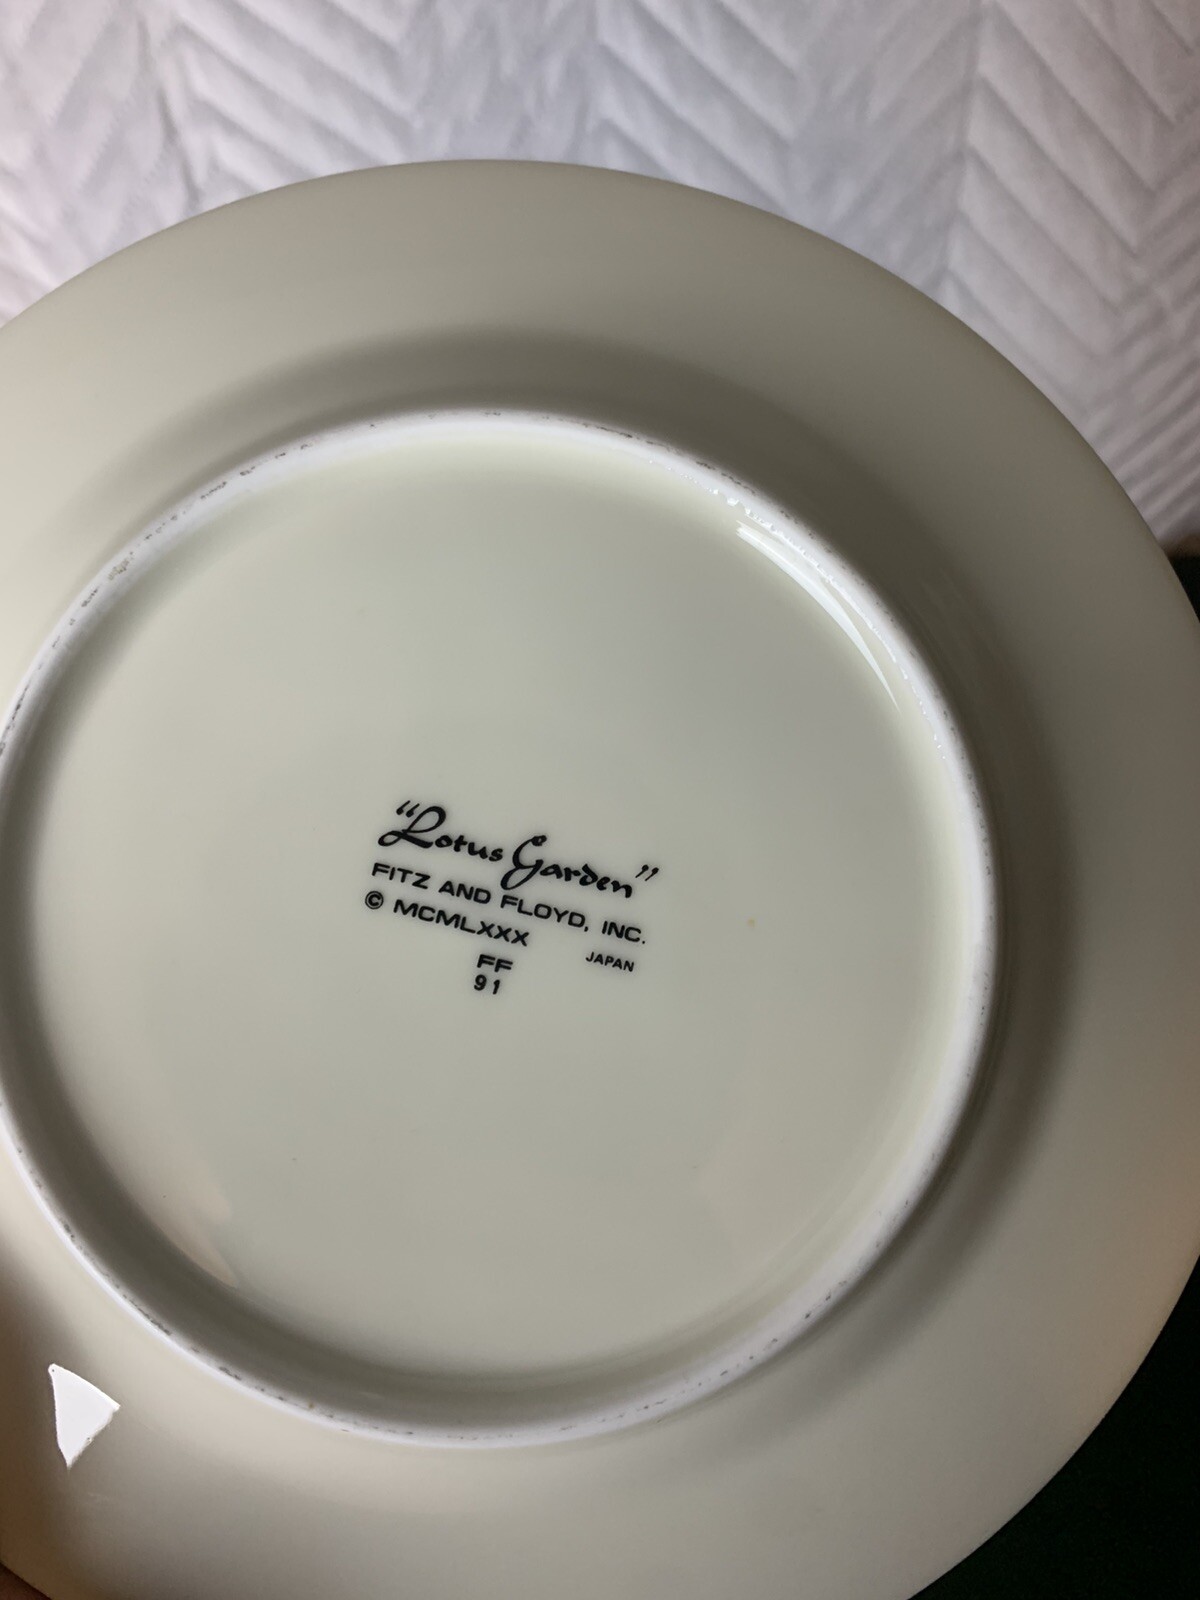 “Lotus Garden”
FITZ AND FLOYD, INC.
© MCMLXXX
JAPAN
FF
91